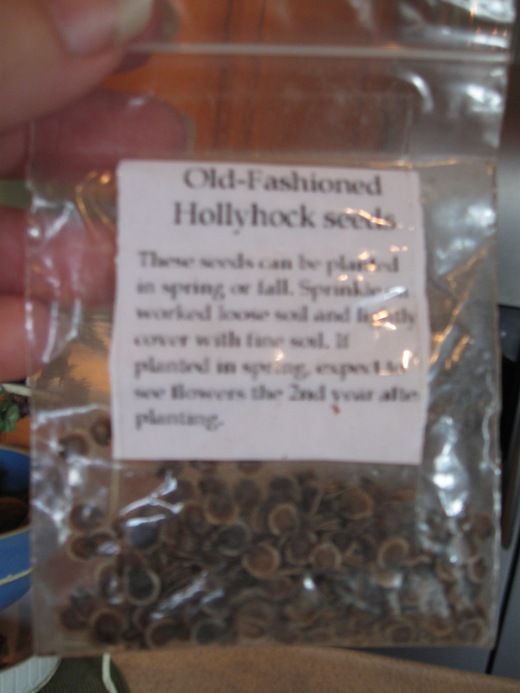 Old-Fashioned
Hollyhock seeds
These seeds can be planted
in spring or fall. Sprinkle on
worked loose soil and lightly
cover with fine soil. If
planted in spring, expect to
see flowers the 2nd year after
planting.